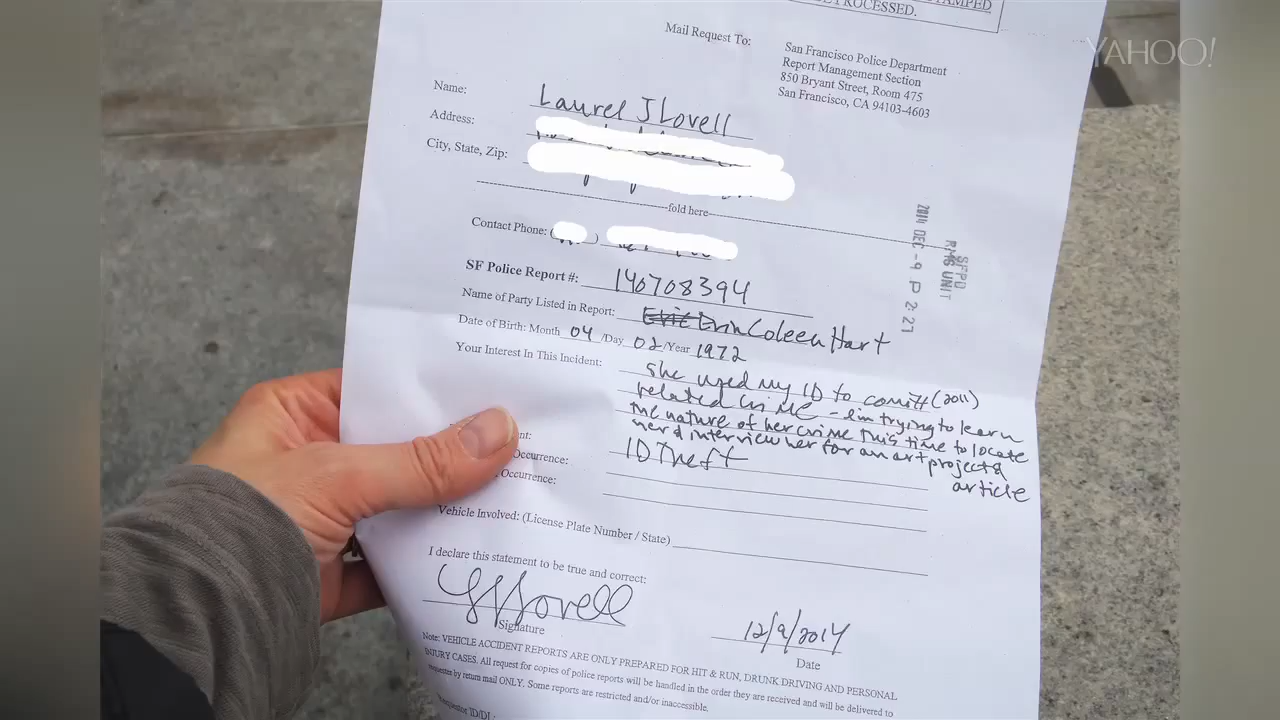 STAMPED
PROCESSED.
YAHOO!
Mail Request To: San Francisco Police Department
Report Management Section
850 Bryant Street, Room 475
San Francisco, CA 94103-4603
Name: Laurel J Lovell
Address:
City, State, Zip:
fold here
Contact Phone: ( )
SFPD
RMS UNIT
2014 DEC -9 P 2:27
SF Police Report #: 140708394
Name of Party Listed in Report: Erin Coleen Hart
Date of Birth: Month 04 /Day 02 /Year 1972
Your Interest In This Incident: She used my ID to comitt (2011)
related crime - I'm trying to learn
the nature of her crime this time to locate
her & interview her for an art project &
article
nt: ID Theft
Occurrence:
Occurrence:
Vehicle Involved: (License Plate Number / State)
I declare this statement to be true and correct:
LJLovell 12/9/2014
Signature Date
Note: VEHICLE ACCIDENT REPORTS ARE ONLY PREPARED FOR HIT & RUN, DRUNK DRIVING AND PERSONAL
INJURY CASES. All request for copies of police reports will be handled in the order they are received and will be delivered to
requester by return mail ONLY. Some reports are restricted and/or inaccessible.
ID/DL: